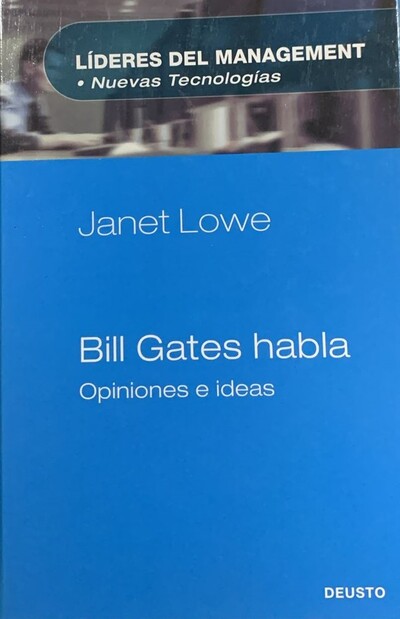 LÍDERES DEL MANAGEMENT
• Nuevas Tecnologías
Janet Lowe
Bill Gates habla
Opiniones e ideas
DEUSTO